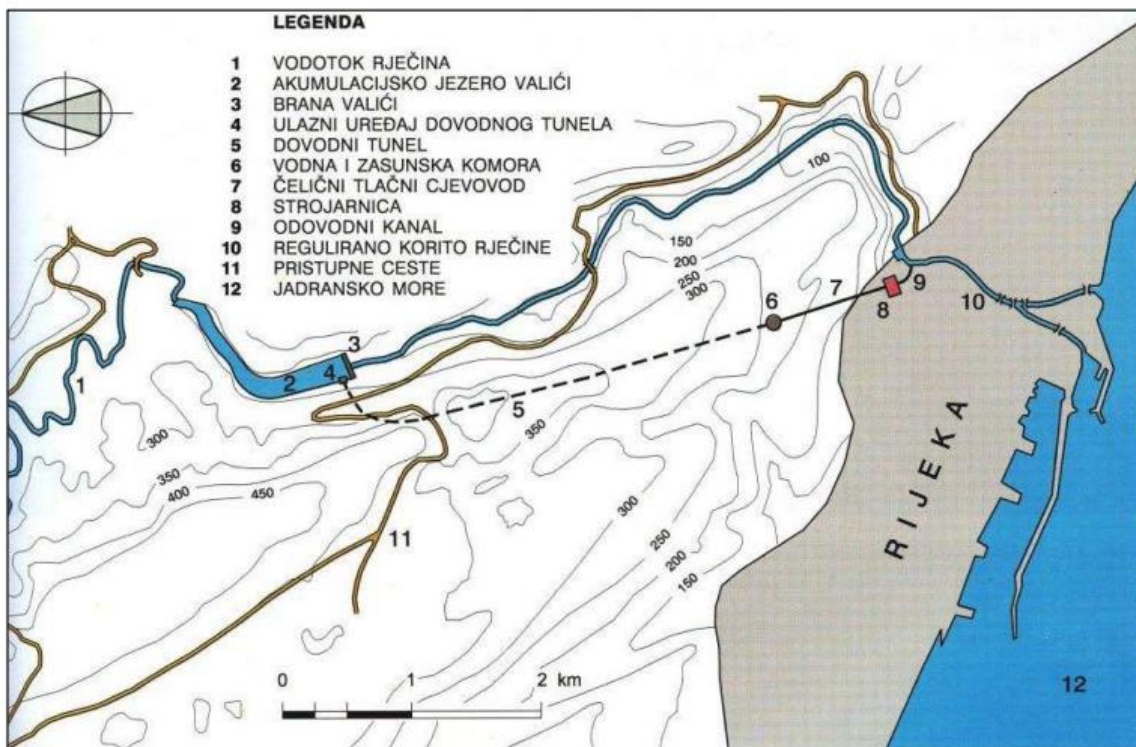 LEGENDA
1 VODOTOK RJEČINA
2 AKUMULACIJSKO JEZERO VALIĆI
3 BRANA VALIĆI
4 ULAZNI UREĐAJ DOVODNOG TUNELA
5 DOVODNI TUNEL
6 VODNA I ZASUNSKA KOMORA
7 ČELIČNI TLAČNI CJEVOVOD
8 STROJARNICA
9 ODOVODNI KANAL
10 REGULIRANO KORITO RJEČINE
11 PRISTUPNE CESTE
12 JADRANSKO MORE
100
150
200
250
300
3
6
7
8
9
10
4
2
1
5
350
300
350
400
450
300
250
200
150
11
RIJEKA
0 1 2 km
12